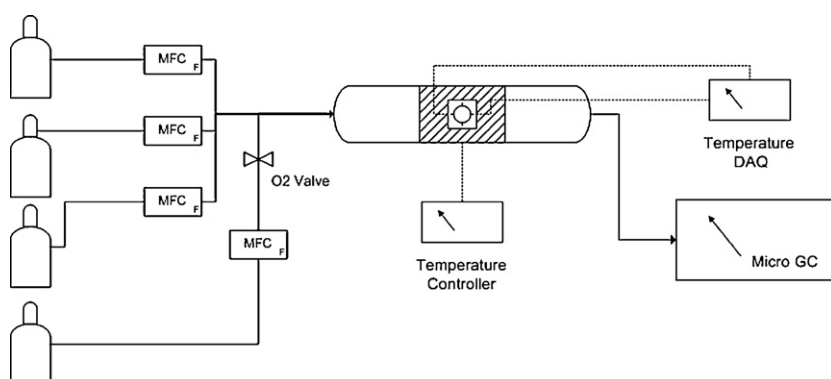 MFC
F
MFC
F
MFC
F
O2 Valve
MFC
F
Temperature
DAQ
Temperature
Controller
Micro GC